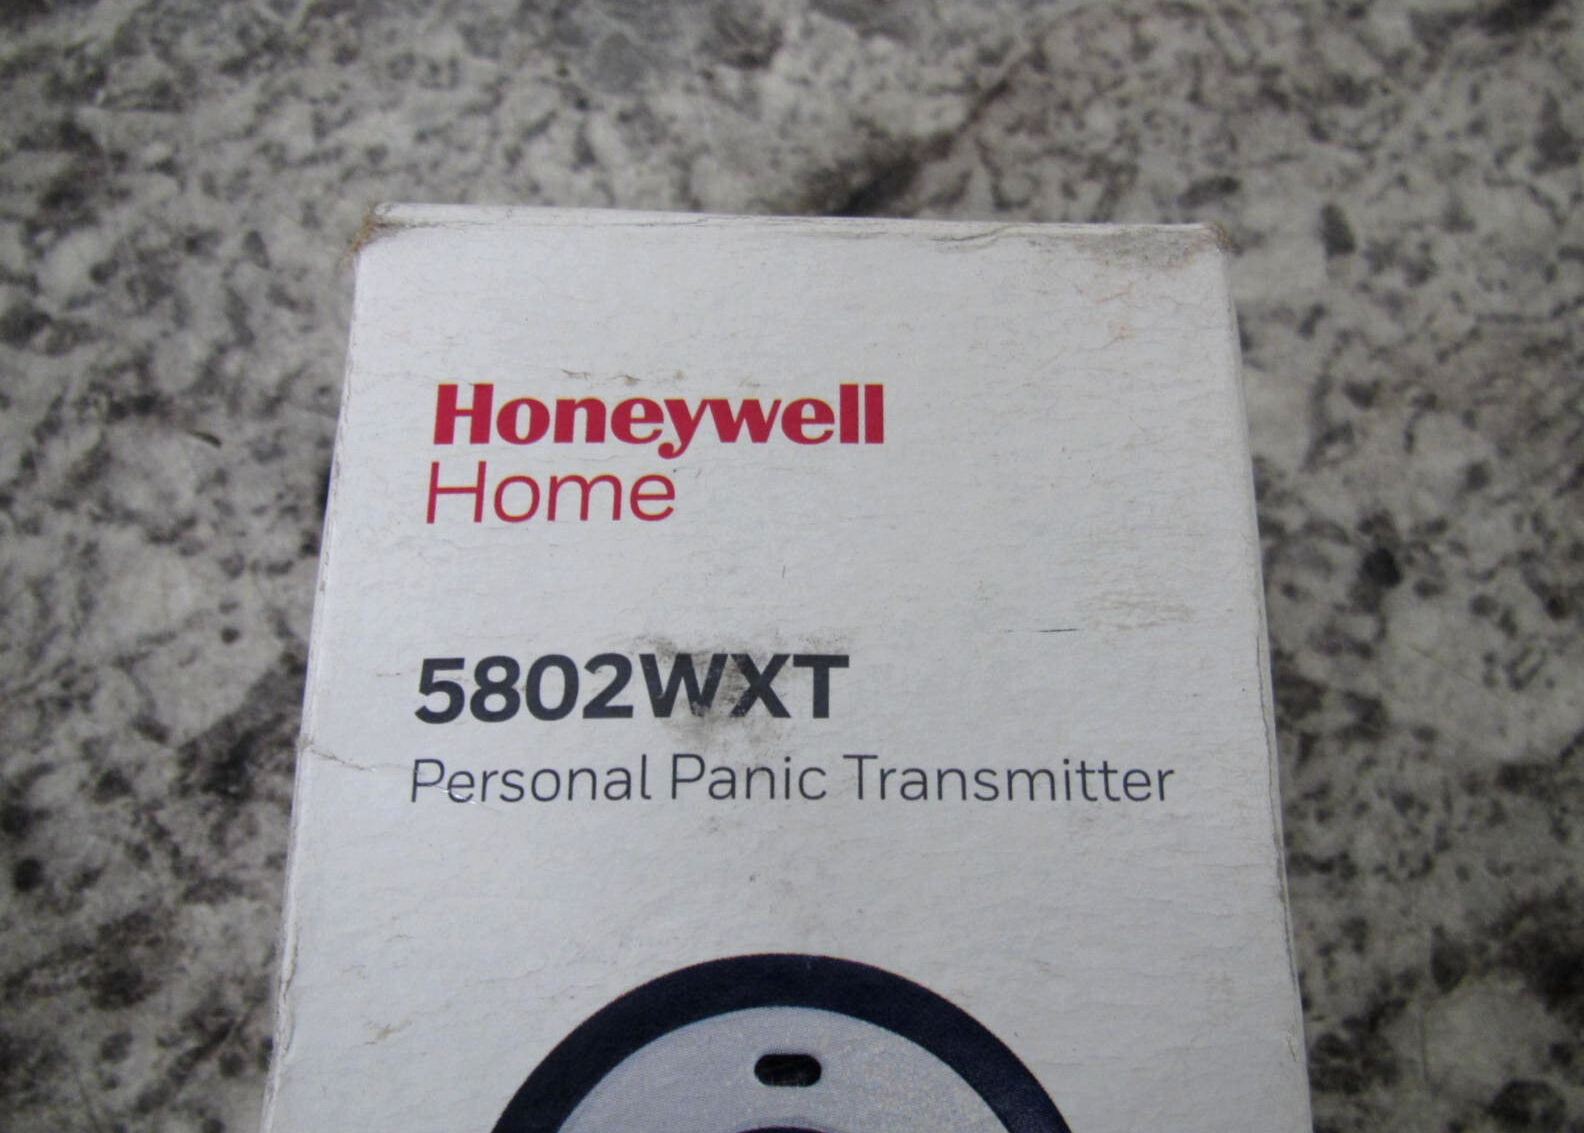 Honeywell
Home
5802WXT
Personal Panic Transmitter